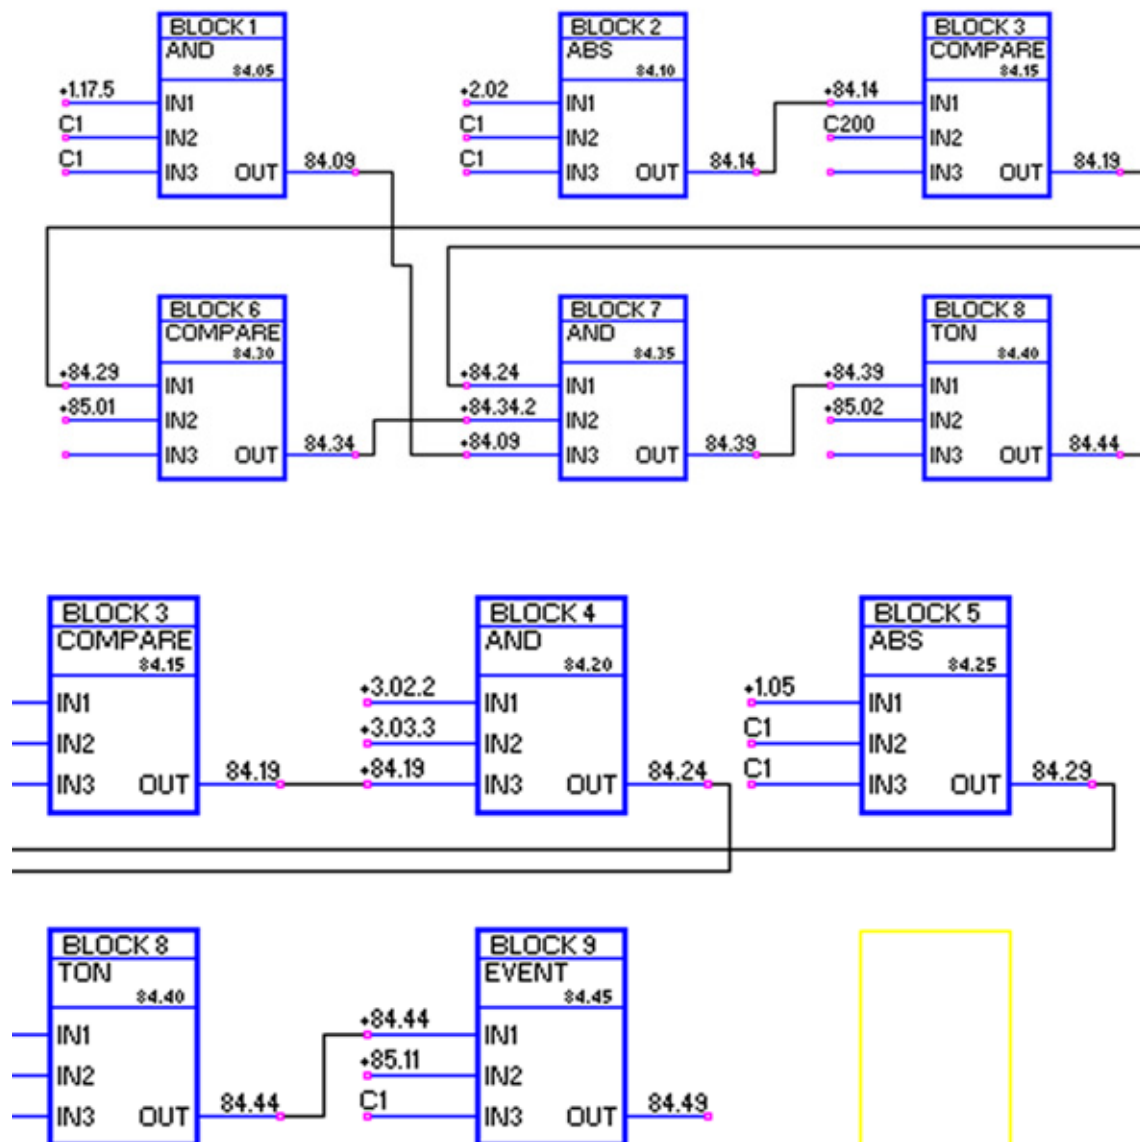 BLOCK 1
AND
84.05
+1.17.5
IN1
C1
IN2
C1
IN3
OUT
84.09
BLOCK 2
ABS
84.10
+2.02
IN1
C1
IN2
C1
IN3
OUT
84.14
BLOCK 3
COMPARE
84.15
+84.14
IN1
C200
IN2
IN3
OUT
84.19
BLOCK 6
COMPARE
84.30
+84.29
IN1
+85.01
IN2
IN3
OUT
84.34
BLOCK 7
AND
84.35
+84.24
IN1
+84.34.2
IN2
+84.09
IN3
OUT
84.39
BLOCK 8
TON
84.40
+84.39
IN1
+85.02
IN2
IN3
OUT
84.44
BLOCK 3
COMPARE
84.15
IN1
IN2
IN3
OUT
84.19
BLOCK 4
AND
84.20
+3.02.2
IN1
+3.03.3
IN2
+84.19
IN3
OUT
84.24
BLOCK 5
ABS
84.25
+1.05
IN1
C1
IN2
C1
IN3
OUT
84.29
BLOCK 8
TON
84.40
IN1
IN2
IN3
OUT
84.44
BLOCK 9
EVENT
84.45
+84.44
IN1
+85.11
IN2
C1
IN3
OUT
84.49